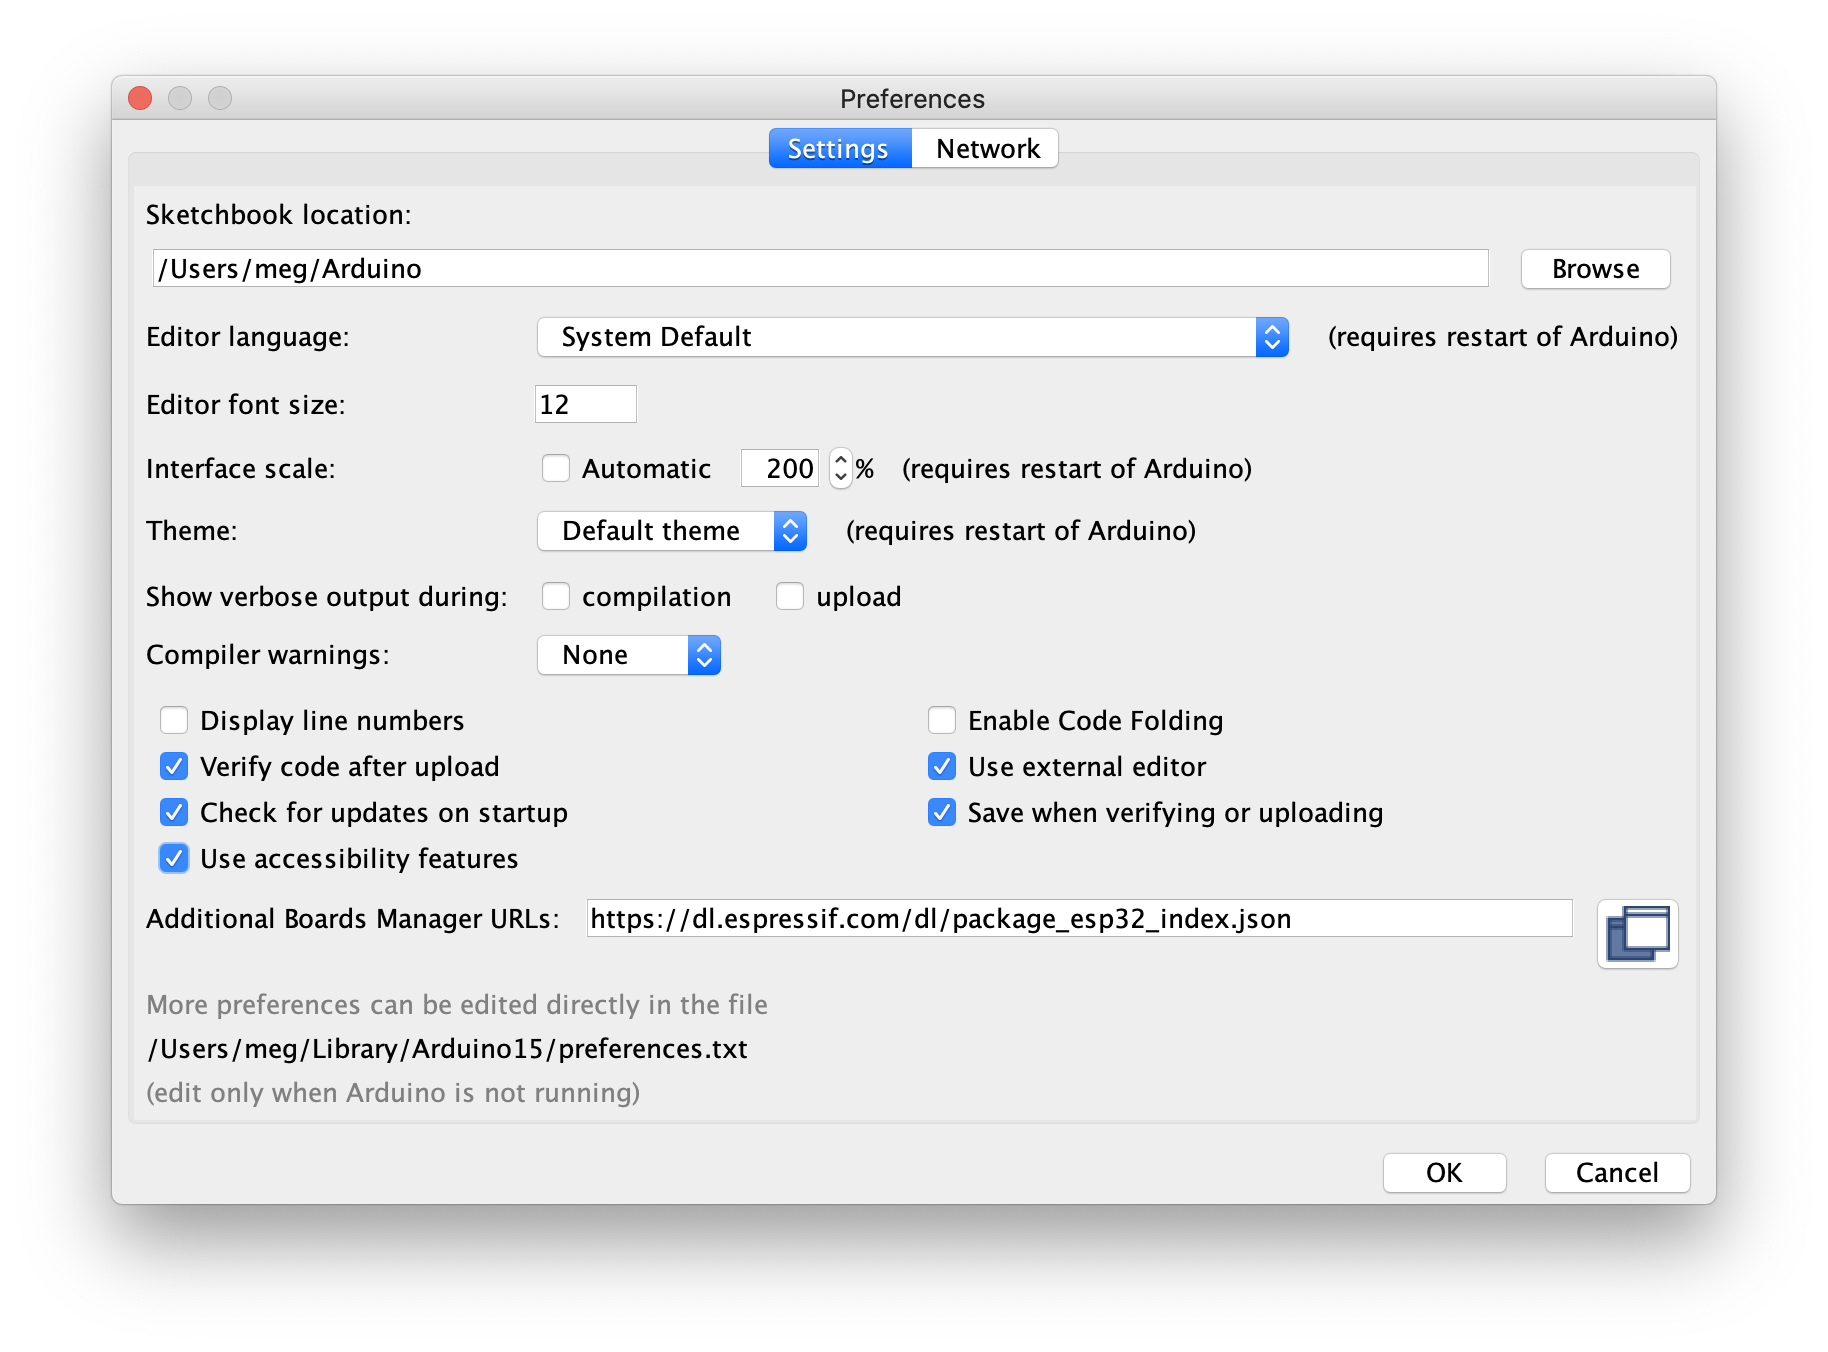 Preferences
Settings Network
Sketchbook location:
/Users/meg/Arduino Browse
Editor language: System Default (requires restart of Arduino)
Editor font size: 12
Interface scale: Automatic 200 % (requires restart of Arduino)
Theme: Default theme (requires restart of Arduino)
Show verbose output during: compilation upload
Compiler warnings: None
Display line numbers Enable Code Folding
Verify code after upload Use external editor
Check for updates on startup Save when verifying or uploading
Use accessibility features
Additional Boards Manager URLs: https://dl.espressif.com/dl/package_esp32_index.json
More preferences can be edited directly in the file
/Users/meg/Library/Arduino15/preferences.txt
(edit only when Arduino is not running)
OK Cancel